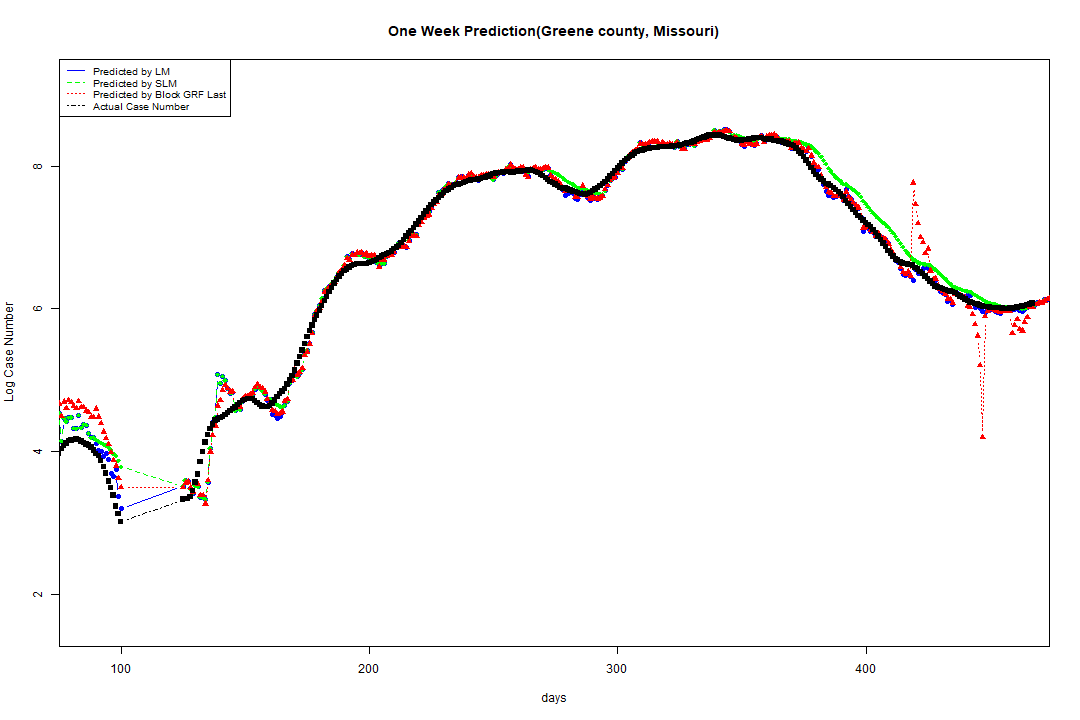 One Week Prediction(Greene county, Missouri)
Predicted by LM
Predicted by SLM
Predicted by Block GRF Last
Actual Case Number
8
6
4
2
Log Case Number
100 200 300 400
days